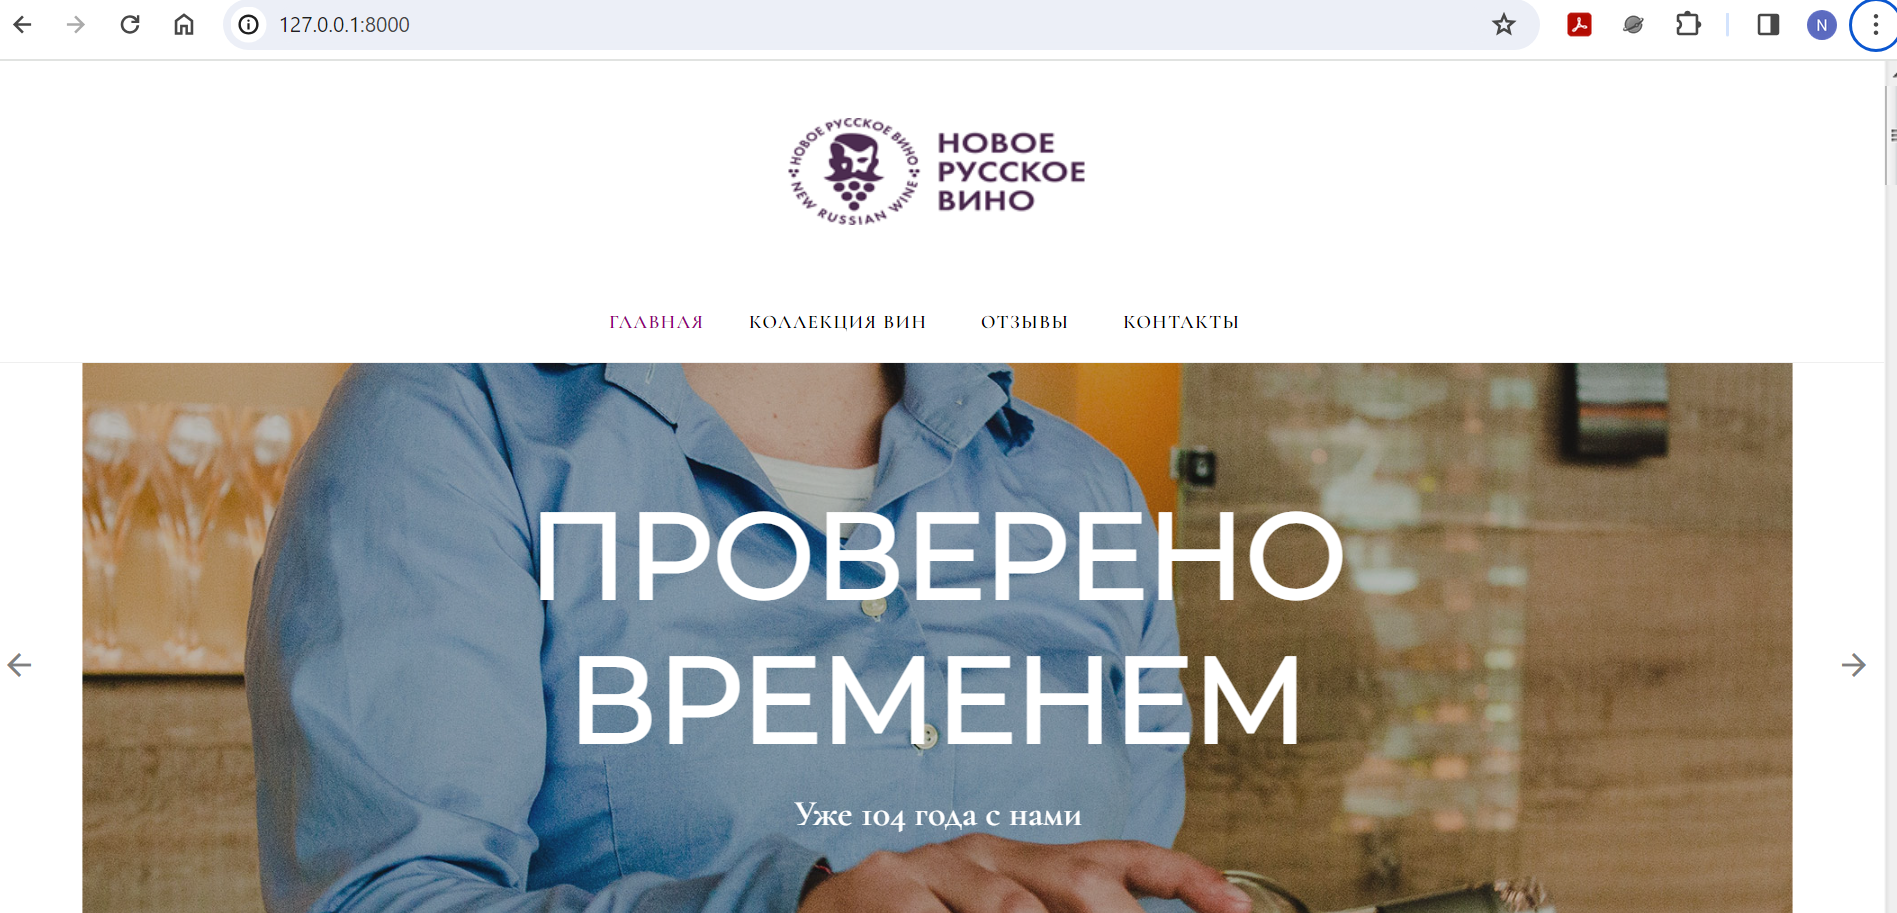 127.0.0.1:8000
N
НОВОЕ РУССКОЕ ВИНО
NEW RUSSIAN WINE
НОВОЕ
РУССКОЕ
ВИНО
ГЛАВНАЯ КОЛЛЕКЦИЯ ВИН ОТЗЫВЫ КОНТАКТЫ
ПРОВЕРЕНО
ВРЕМЕНЕМ
Уже 104 года с нами